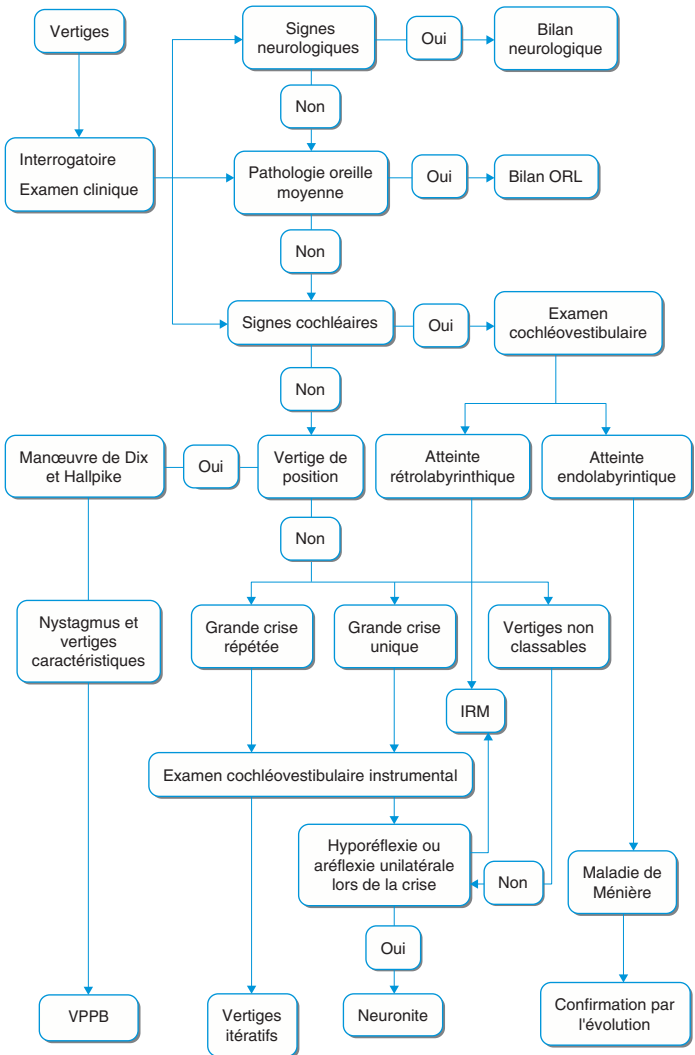 Vertiges
Signes
neurologiques
Oui
Bilan
neurologique
Non
Interrogatoire
Examen clinique
Pathologie oreille
moyenne
Oui
Bilan ORL
Non
Signes cochléaires
Oui
Examen
cochléovestibulaire
Non
Manœuvre de Dix
et Hallpike
Oui
Vertige de
position
Atteinte
rétrolabyrinthique
Atteinte
endolabyrintique
Non
Nystagmus et
vertiges
caractéristiques
Grande crise
répétée
Grande crise
unique
Vertiges non
classables
IRM
Examen cochléovestibulaire instrumental
Hyporéflexie ou
aréflexie unilatérale
lors de la crise
Non
Maladie de
Ménière
Oui
VPPB
Vertiges
itératifs
Neuronite
Confirmation par
l'évolution